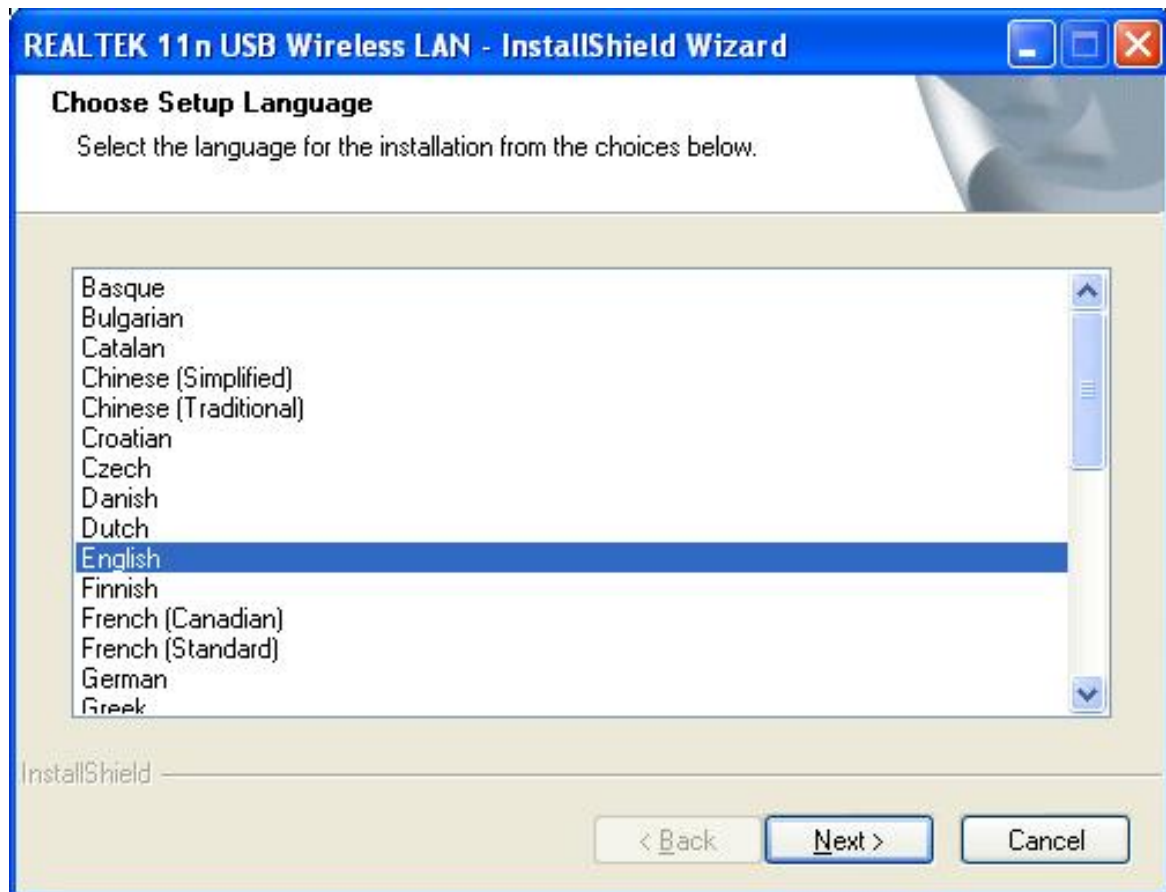 REALTEK 11n USB Wireless LAN - InstallShield Wizard
Choose Setup Language
Select the language for the installation from the choices below.
Basque
Bulgarian
Catalan
Chinese (Simplified)
Chinese (Traditional)
Croatian
Czech
Danish
Dutch
English
Finnish
French (Canadian)
French (Standard)
German
Greek
InstallShield
< Back
Next >
Cancel